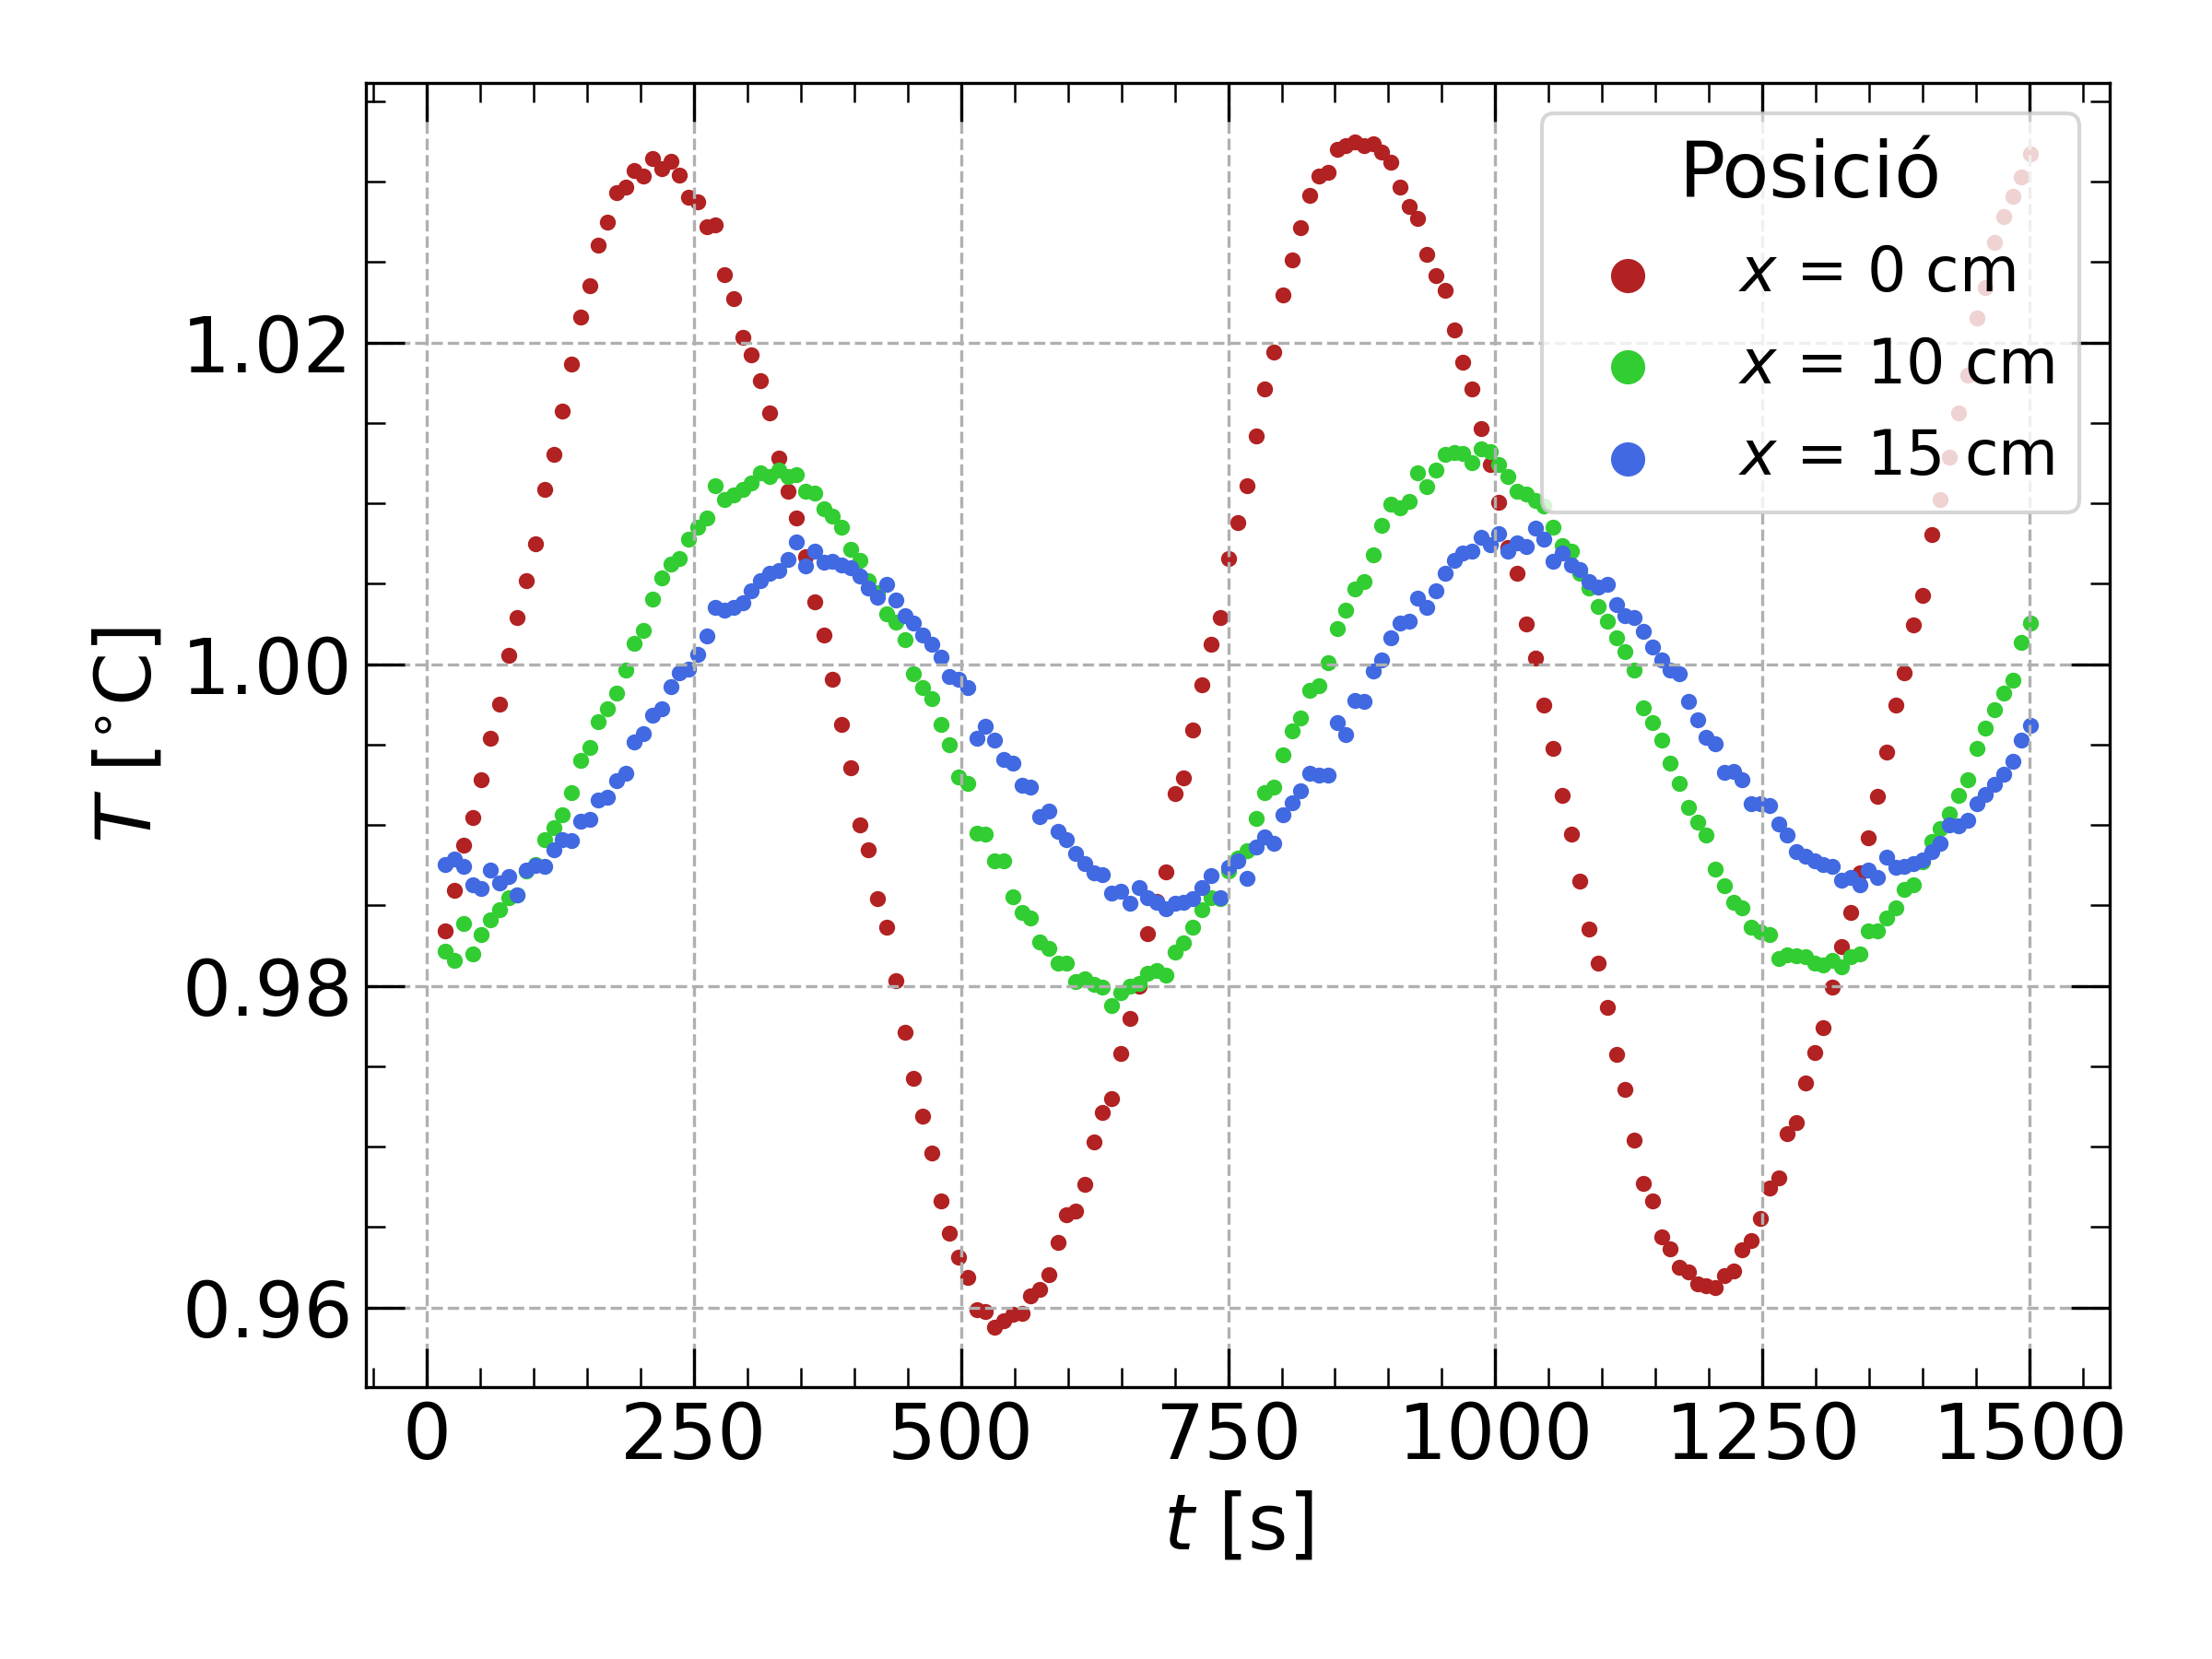 Posició
x = 0 cm
x = 10 cm
x = 15 cm
1.02
1.00
0.98
0.96
T [°C]
0 250 500 750 1000 1250 1500
t [s]